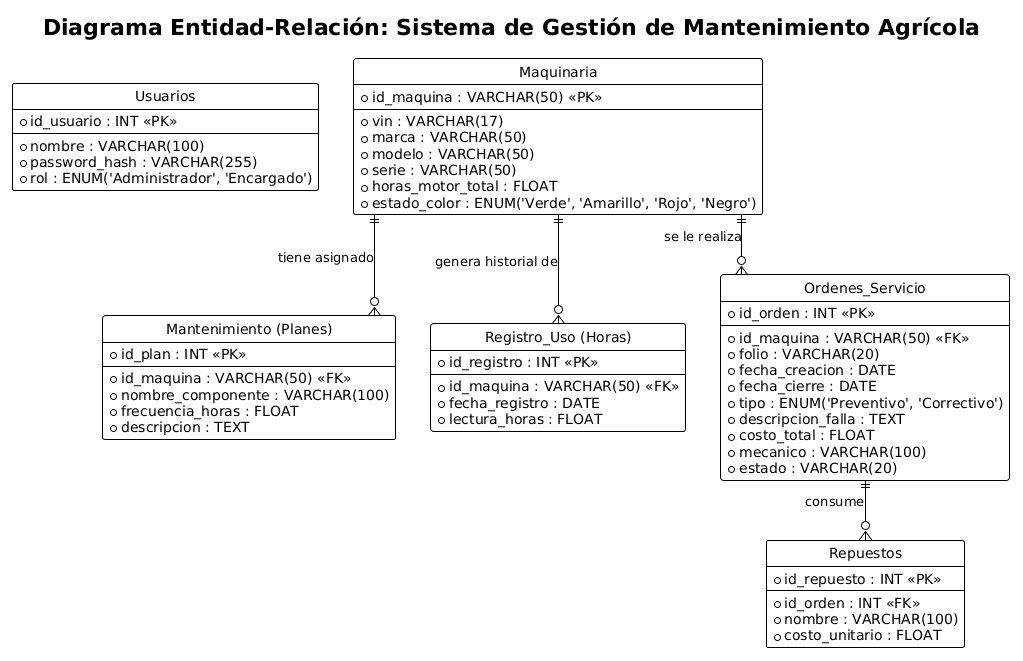 Diagrama Entidad-Relación: Sistema de Gestión de Mantenimiento Agrícola
Usuarios
id_usuario : INT «PK»
nombre : VARCHAR(100)
password_hash : VARCHAR(255)
rol : ENUM('Administrador', 'Encargado')
Maquinaria
id_maquina : VARCHAR(50) «PK»
vin : VARCHAR(17)
marca : VARCHAR(50)
modelo : VARCHAR(50)
serie : VARCHAR(50)
horas_motor_total : FLOAT
estado_color : ENUM('Verde', 'Amarillo', 'Rojo', 'Negro')
tiene asignado
genera historial de
se le realiza
Mantenimiento (Planes)
id_plan : INT «PK»
id_maquina : VARCHAR(50) «FK»
nombre_componente : VARCHAR(100)
frecuencia_horas : FLOAT
descripcion : TEXT
Registro_Uso (Horas)
id_registro : INT «PK»
id_maquina : VARCHAR(50) «FK»
fecha_registro : DATE
lectura_horas : FLOAT
Ordenes_Servicio
id_orden : INT «PK»
id_maquina : VARCHAR(50) «FK»
folio : VARCHAR(20)
fecha_creacion : DATE
fecha_cierre : DATE
tipo : ENUM('Preventivo', 'Correctivo')
descripcion_falla : TEXT
costo_total : FLOAT
mecanico : VARCHAR(100)
estado : VARCHAR(20)
consume
Repuestos
id_repuesto : INT «PK»
id_orden : INT «FK»
nombre : VARCHAR(100)
costo_unitario : FLOAT